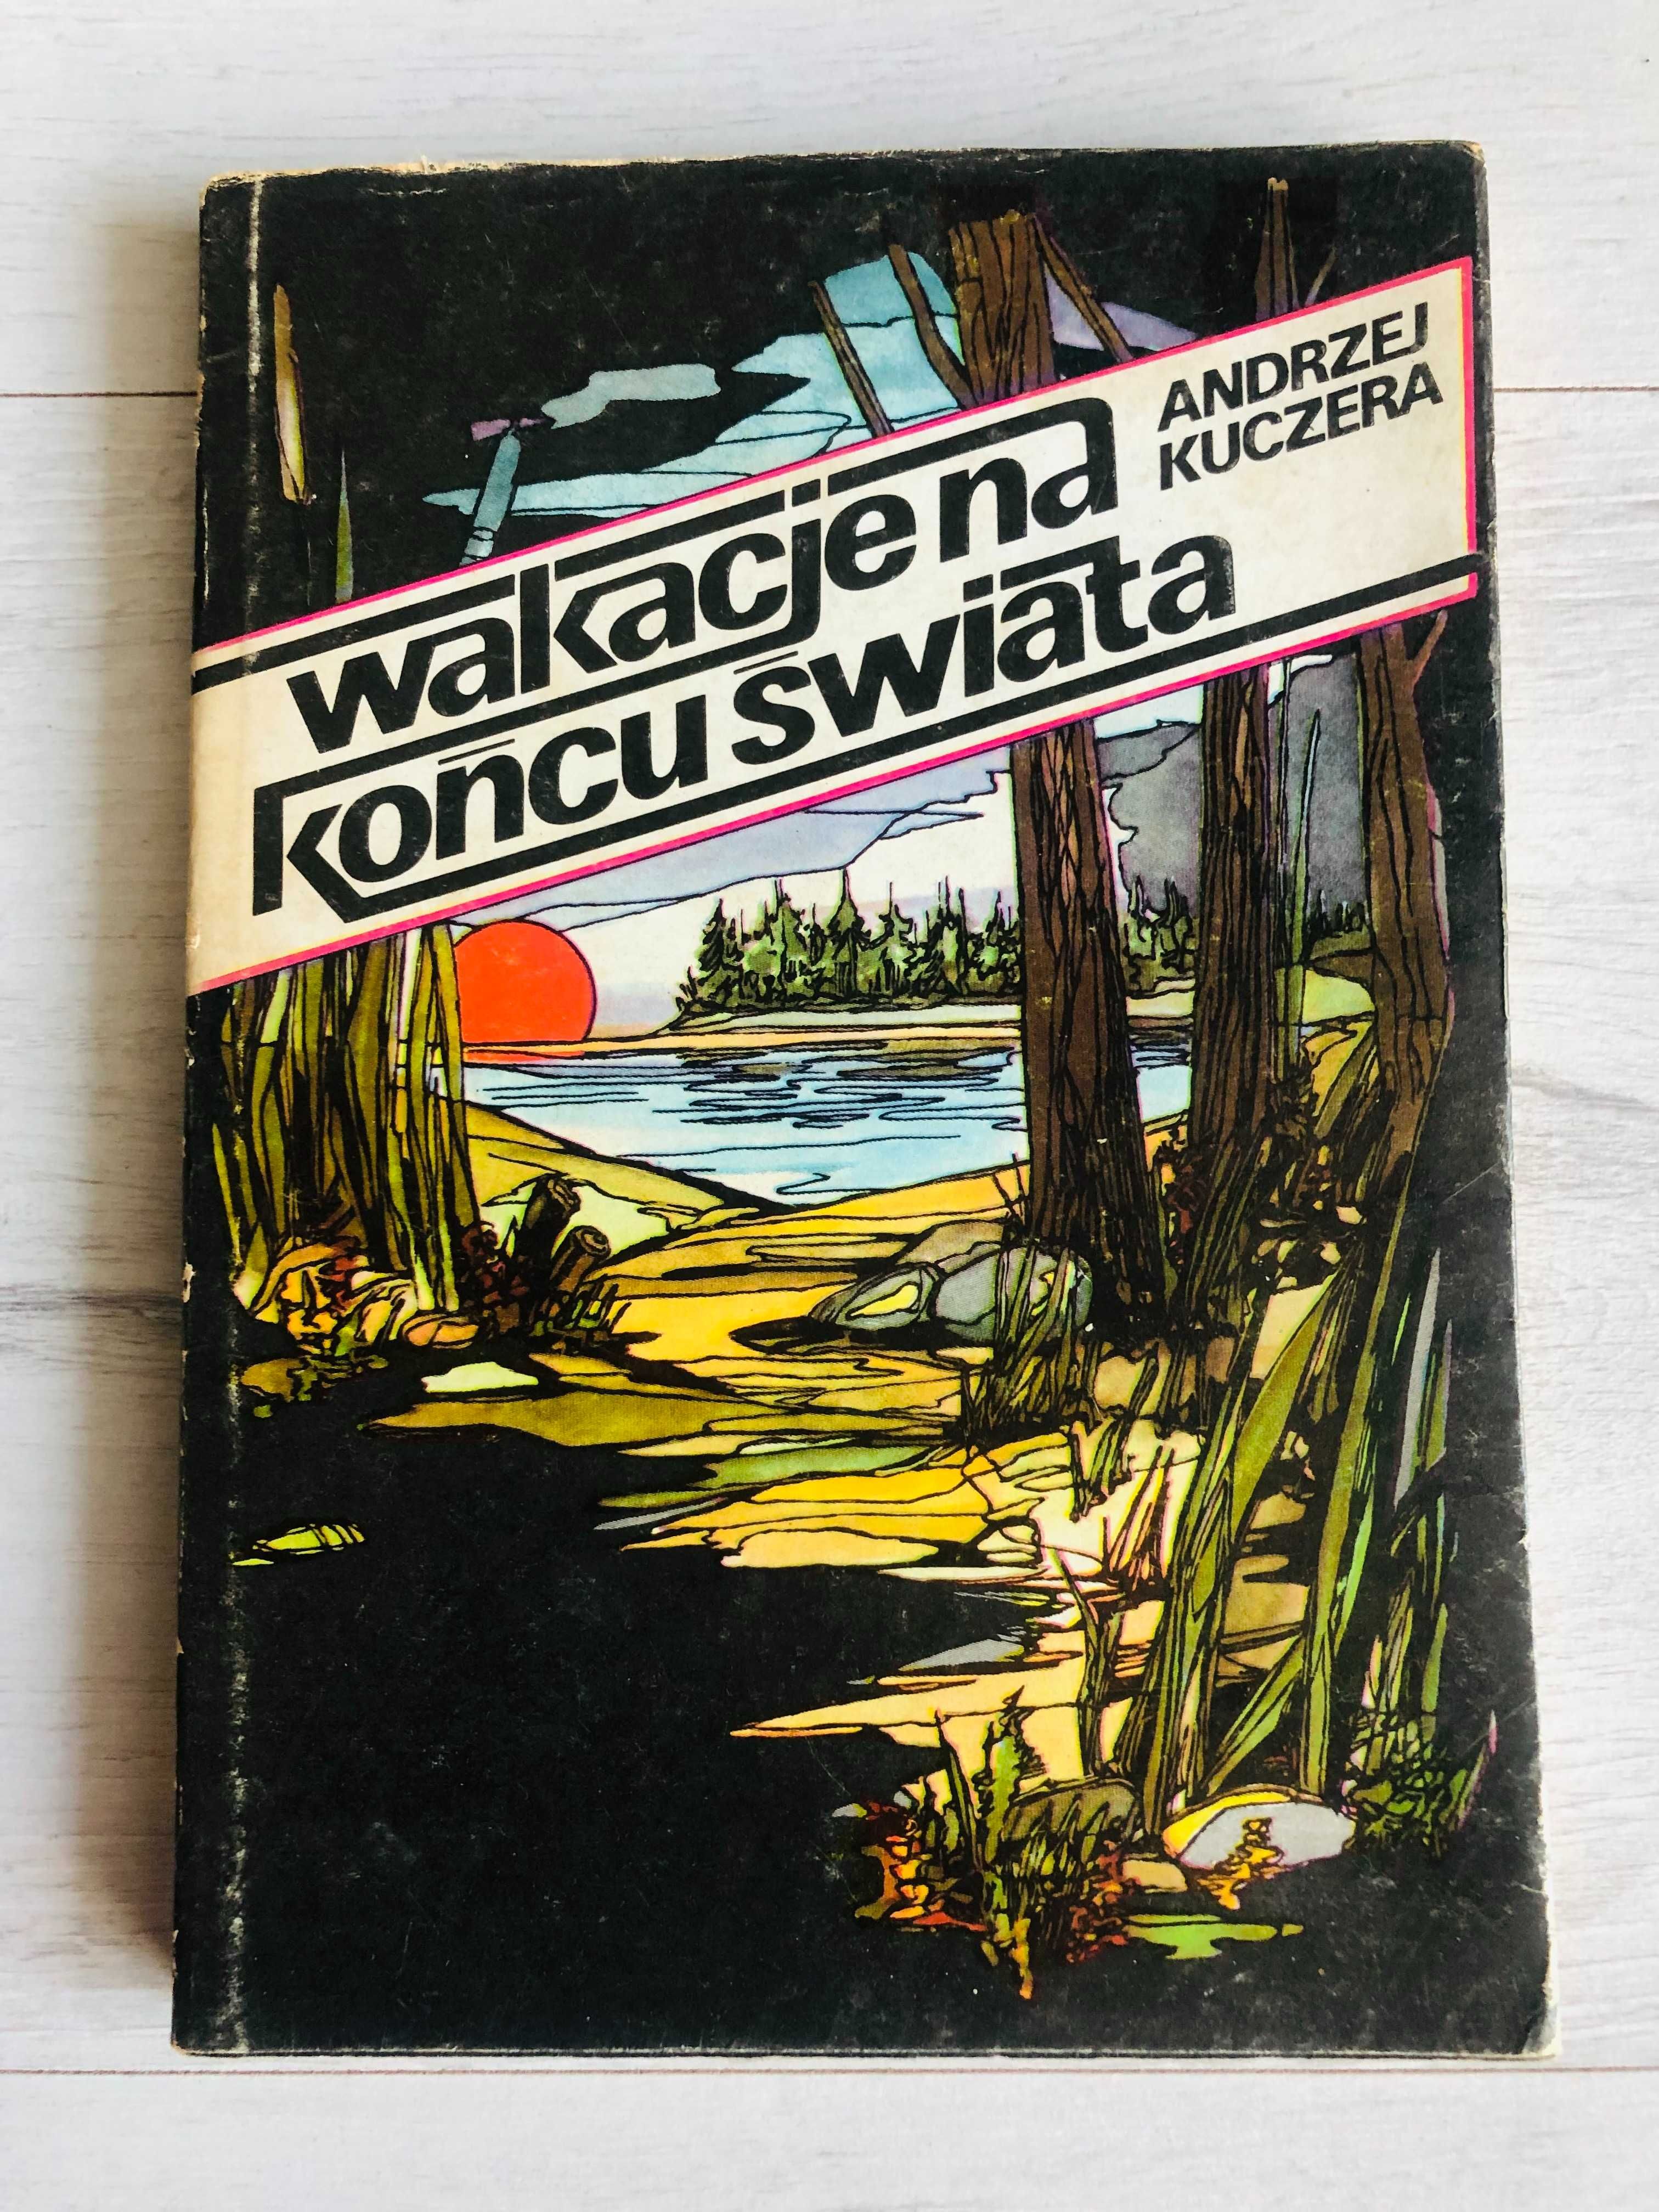 ANDRZEJ
KUCZERA
wakacje na
końcu świata